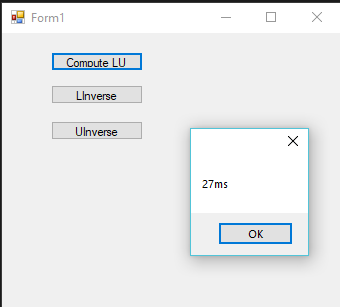 Form1
Compute LU
LInverse
UInverse
27ms
OK